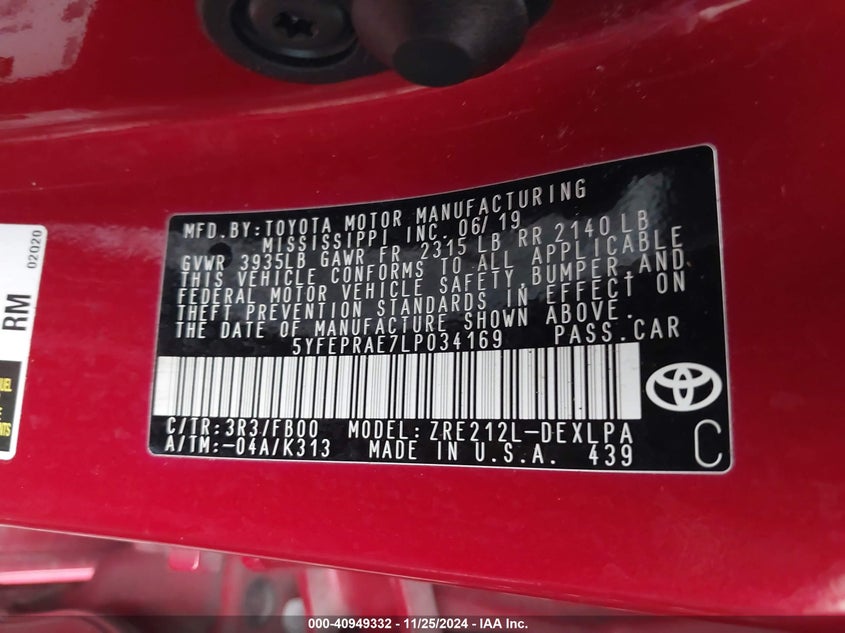 MFD.BY:TOYOTA MOTOR MANUFACTURING
MISSISSIPPI INC. 06/19
GVWR 3935LB GAWR FR 2315 LB RR 2140 LB
THIS VEHICLE CONFORMS TO ALL APPLICABLE
FEDERAL MOTOR VEHICLE SAFETY,BUMPER,AND
THEFT PREVENTION STANDARDS IN EFFECT ON
THE DATE OF MANUFACTURE SHOWN ABOVE.
5YFEPRAE7LP034169 PASS.CAR
C/TR:3R3/FB00 MODEL:ZRE212L-DEXLPA
A/TM:-04A/K313 MADE IN U.S.A. 439
C
RM
02020
000-40949332 - 11/25/2024 - IAA Inc.